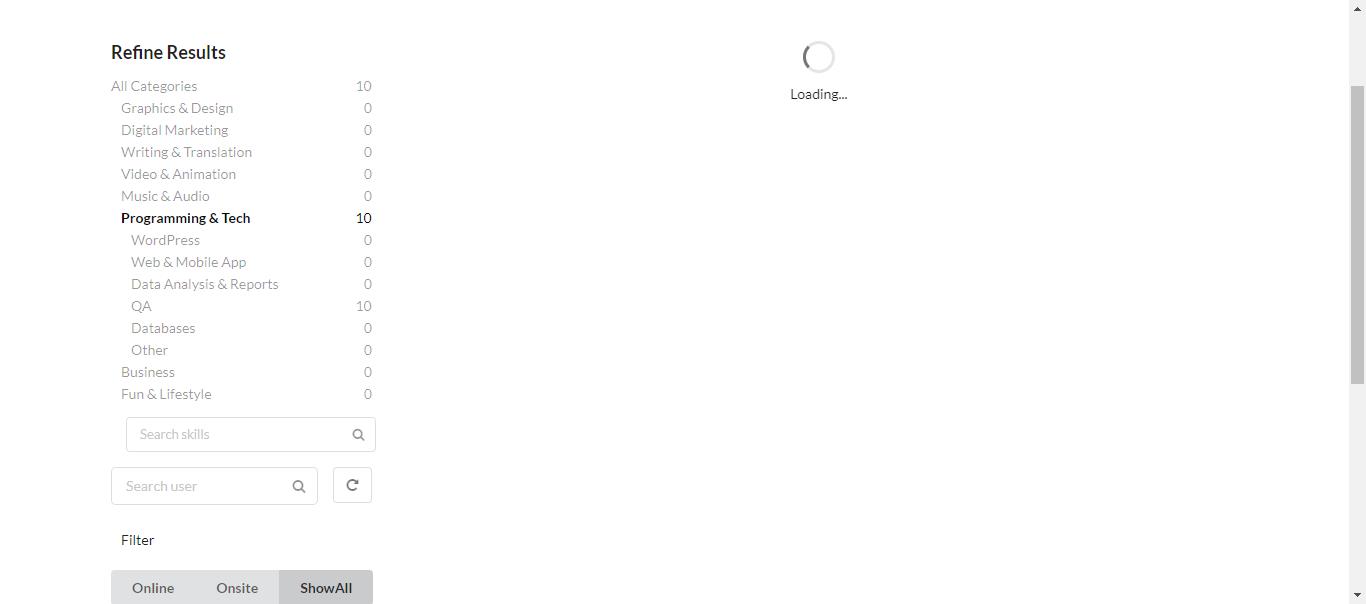 Refine Results
All Categories 10
Graphics & Design 0
Digital Marketing 0
Writing & Translation 0
Video & Animation 0
Music & Audio 0
Programming & Tech 10
WordPress 0
Web & Mobile App 0
Data Analysis & Reports 0
QA 10
Databases 0
Other 0
Business 0
Fun & Lifestyle 0
Search skills
Search user
Filter
Online Onsite ShowAll
Loading...